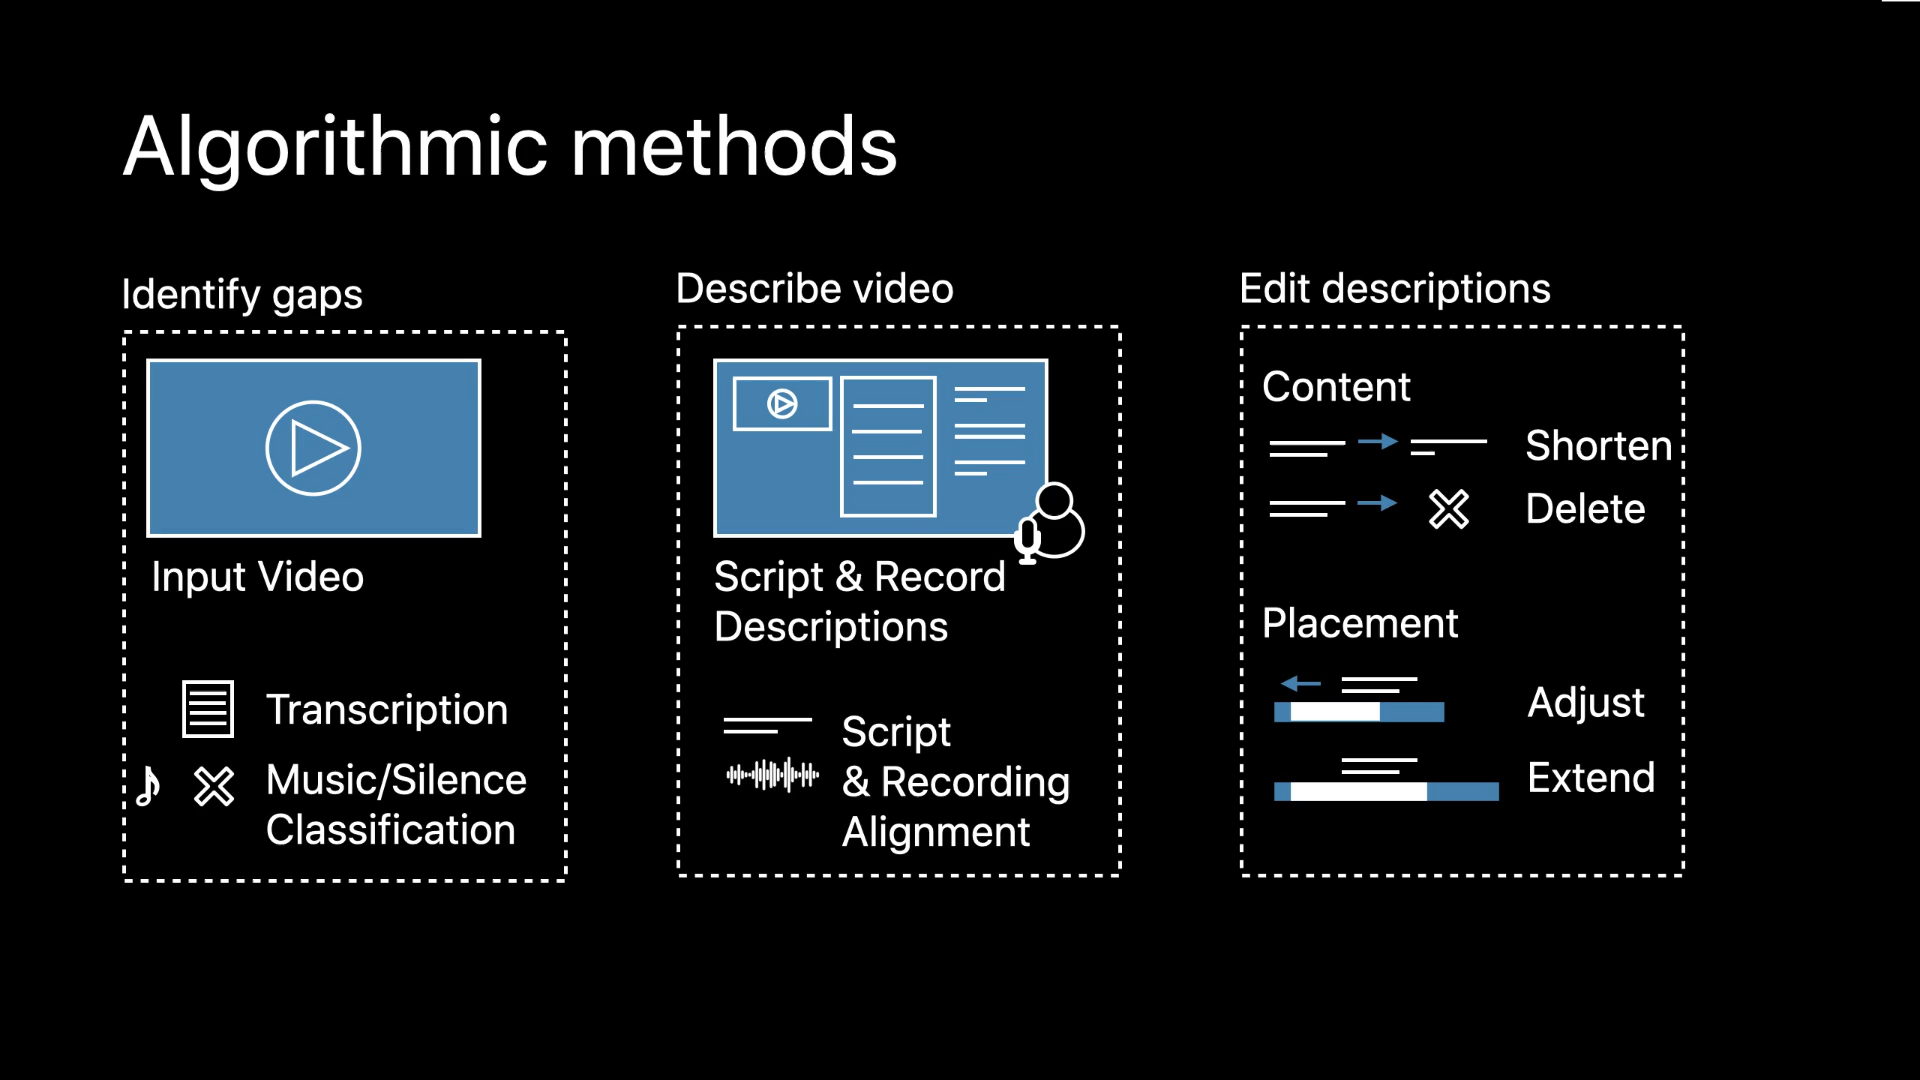 Algorithmic methods
Identify gaps
Input Video
Transcription
Music/Silence
Classification
Describe video
Script & Record
Descriptions
Script
& Recording
Alignment
Edit descriptions
Content
Shorten
Delete
Placement
Adjust
Extend